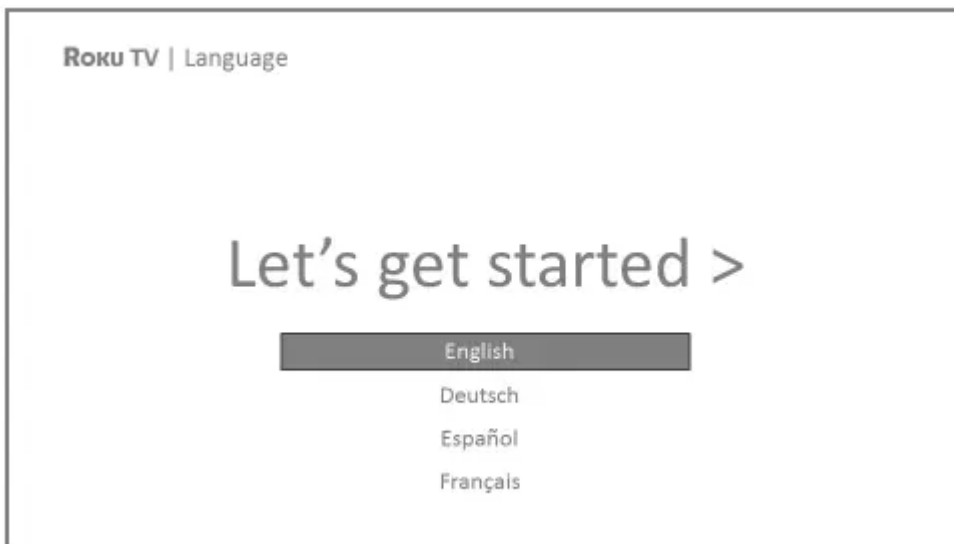 Roku TV | Language
Let's get started >
English
Deutsch
Español
Français